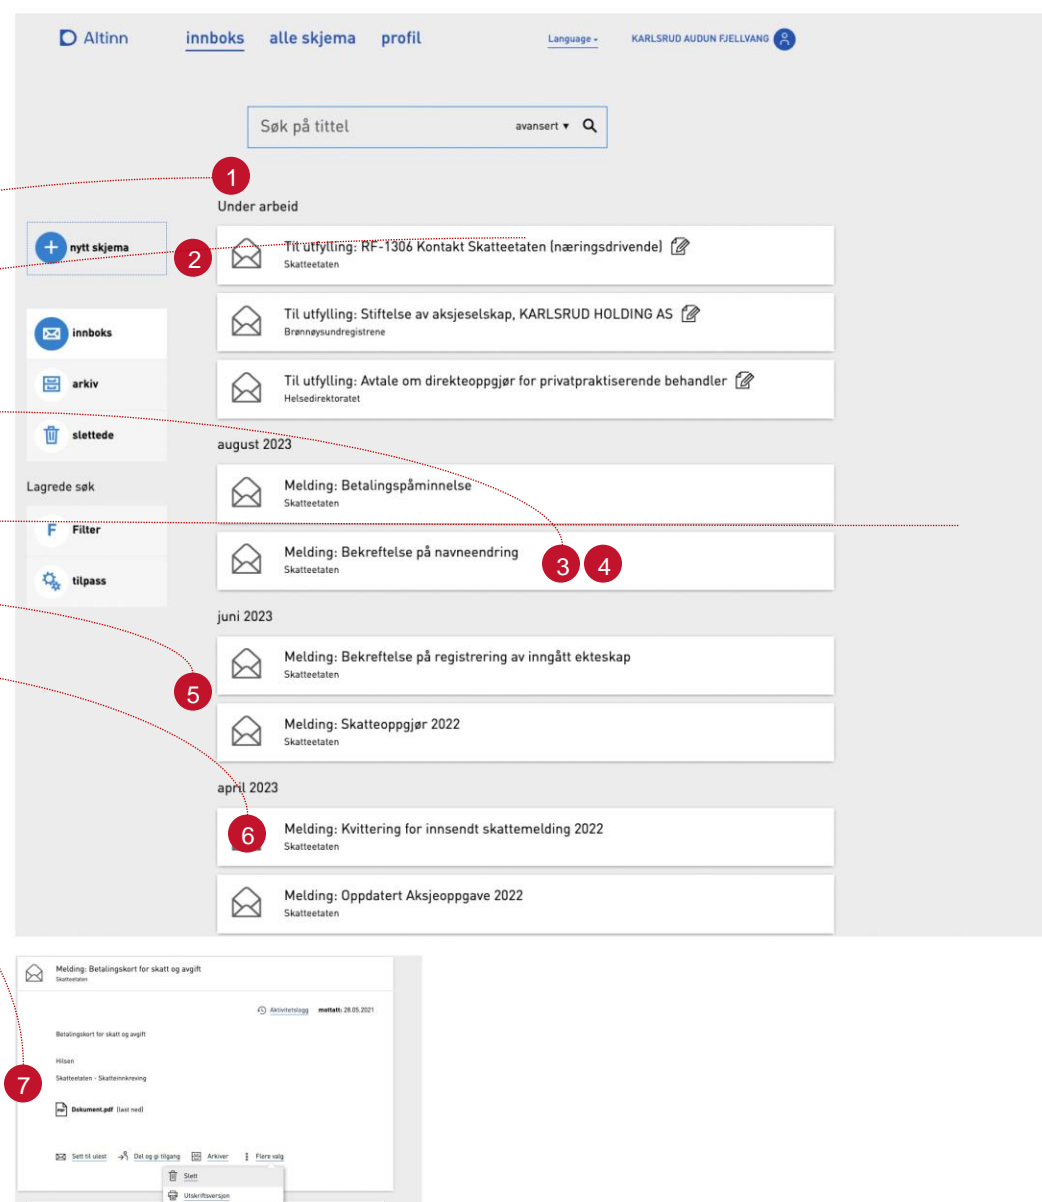 Altinn innboks alle skjema profil Language KARLSRUD AUDUN FJELLVANG
Søk på tittel avansert
1
Under arbeid
nytt skjema
2
Til utfylling: RF-1306 Kontakt Skatteetaten (næringsdrivende)
Skatteetaten
innboks
Til utfylling: Stiftelse av aksjeselskap, KARLSRUD HOLDING AS
Brønnøysundregistrene
arkiv
Til utfylling: Avtale om direkteoppgjør for privatpraktiserende behandler
Helsedirektoratet
slettede
august 2023
Lagrede søk
Melding: Betalingspåminnelse
Skatteetaten
F Filter
Melding: Bekreftelse på navneendring
Skatteetaten
3 4
tilpass
juni 2023
Melding: Bekreftelse på registrering av inngått ekteskap
Skatteetaten
5
Melding: Skatteoppgjør 2022
Skatteetaten
april 2023
6
Melding: Kvittering for innsendt skattemelding 2022
Skatteetaten
Melding: Oppdatert Aksjeoppgave 2022
Skatteetaten
Melding: Betalingskort for skatt og avgift
Skatteetaten
Aktivitetslogg mottatt: 28.05.2021
Betalingskort for skatt og avgift
Hilsen
Skatteetaten - Skatteinnkreving
7
PDF Dokument.pdf (last ned)
Sett til ulest Del og gi tilgang Arkiver Flere valg
Slett
Utskriftsversjon